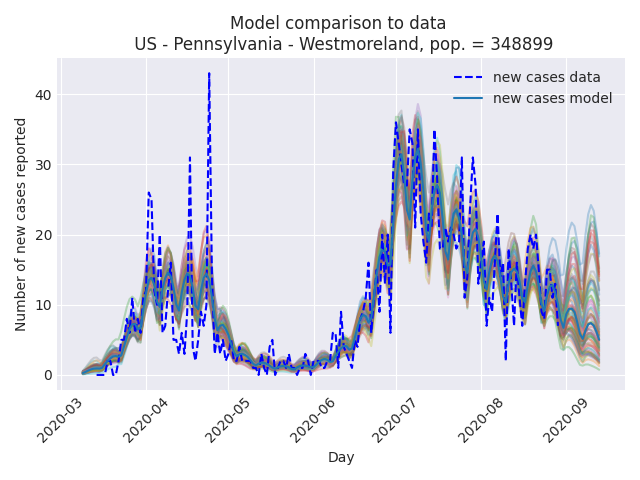 Model comparison to data
US - Pennsylvania - Westmoreland, pop. = 348899
new cases data
new cases model
Number of new cases reported
40
30
20
10
0
2020-03
2020-04
2020-05
2020-06
2020-07
2020-08
2020-09
Day